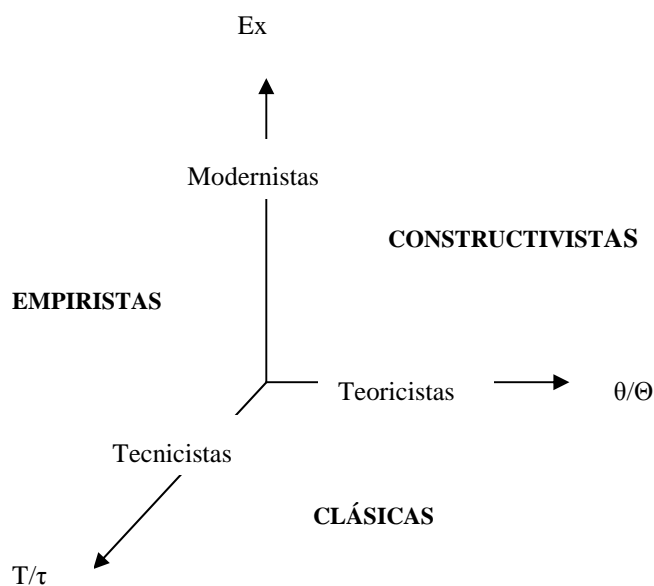 Ex
Modernistas
CONSTRUCTIVISTAS
EMPIRISTAS
Teoricistas
θ/Θ
Tecnicistas
CLÁSICAS
T/τ